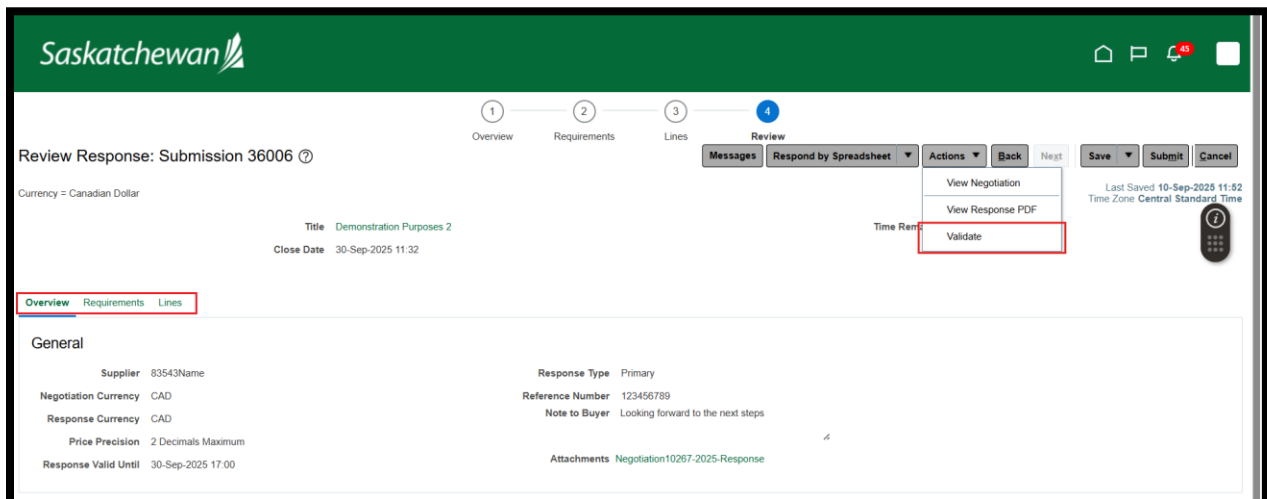 Saskatchewan
45
1 2 3 4
Overview Requirements Lines Review
Review Response: Submission 36006 ?
Messages Respond by Spreadsheet Actions Back Next Save Submit Cancel
Currency = Canadian Dollar
View Negotiation
View Response PDF
Validate
Last Saved 10-Sep-2025 11:52
Time Zone Central Standard Time
Title Demonstration Purposes 2
Time
Close Date 30-Sep-2025 11:32
Overview Requirements Lines
General
Supplier 83543Name
Response Type Primary
Negotiation Currency CAD
Reference Number 123456789
Response Currency CAD
Note to Buyer Looking forward to the next steps
Price Precision 2 Decimals Maximum
Response Valid Until 30-Sep-2025 17:00
Attachments Negotiation10267-2025-Response